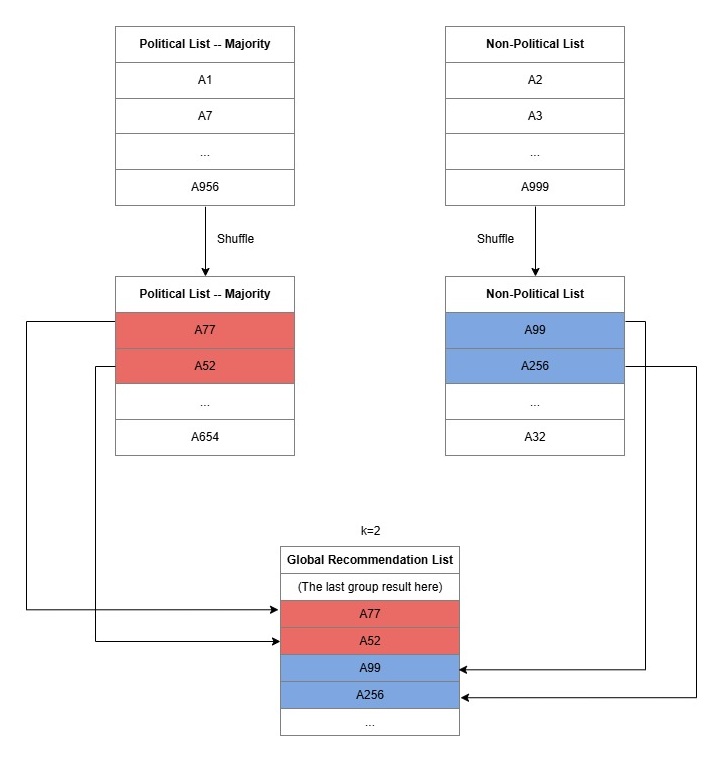 Political List -- Majority
A1
A7
...
A956
Non-Political List
A2
A3
...
A999
Shuffle
Shuffle
Political List -- Majority
A77
A52
...
A654
Non-Political List
A99
A256
...
A32
k=2
Global Recommendation List
(The last group result here)
A77
A52
A99
A256
...